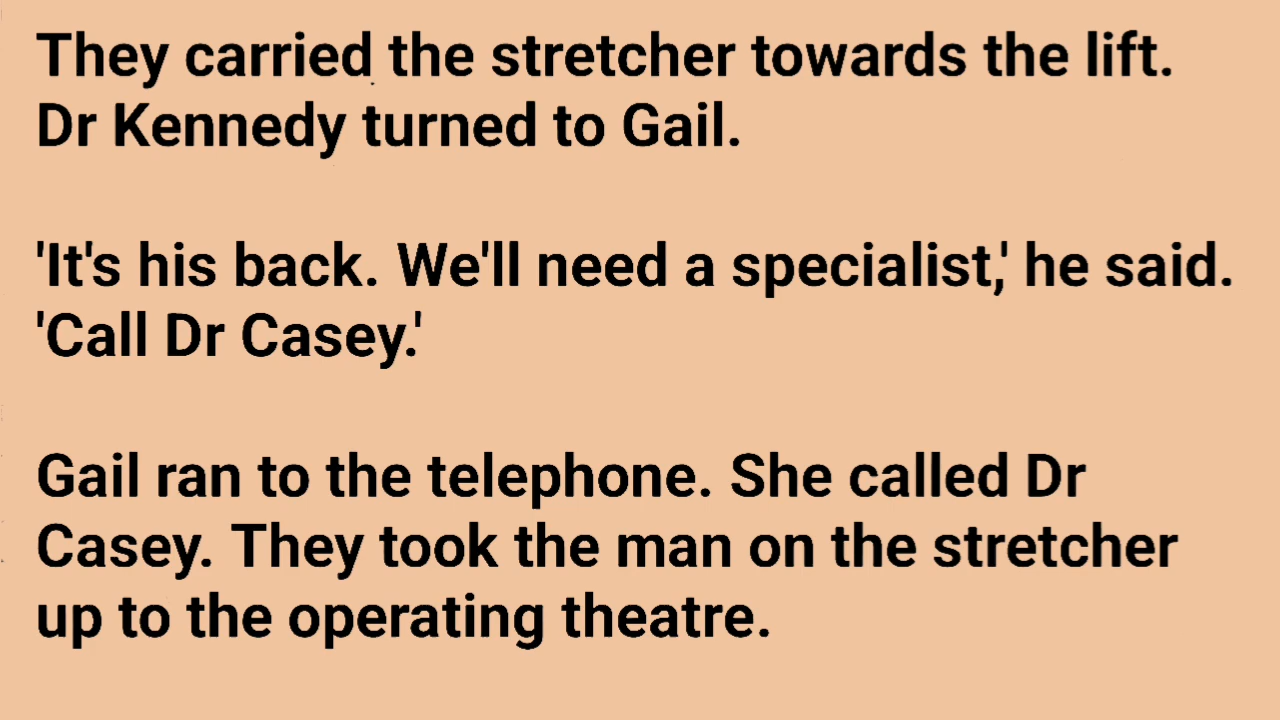 They carried the stretcher towards the lift.
Dr Kennedy turned to Gail.
'It's his back. We'll need a specialist,' he said.
'Call Dr Casey.'
Gail ran to the telephone. She called Dr
Casey. They took the man on the stretcher
up to the operating theatre.